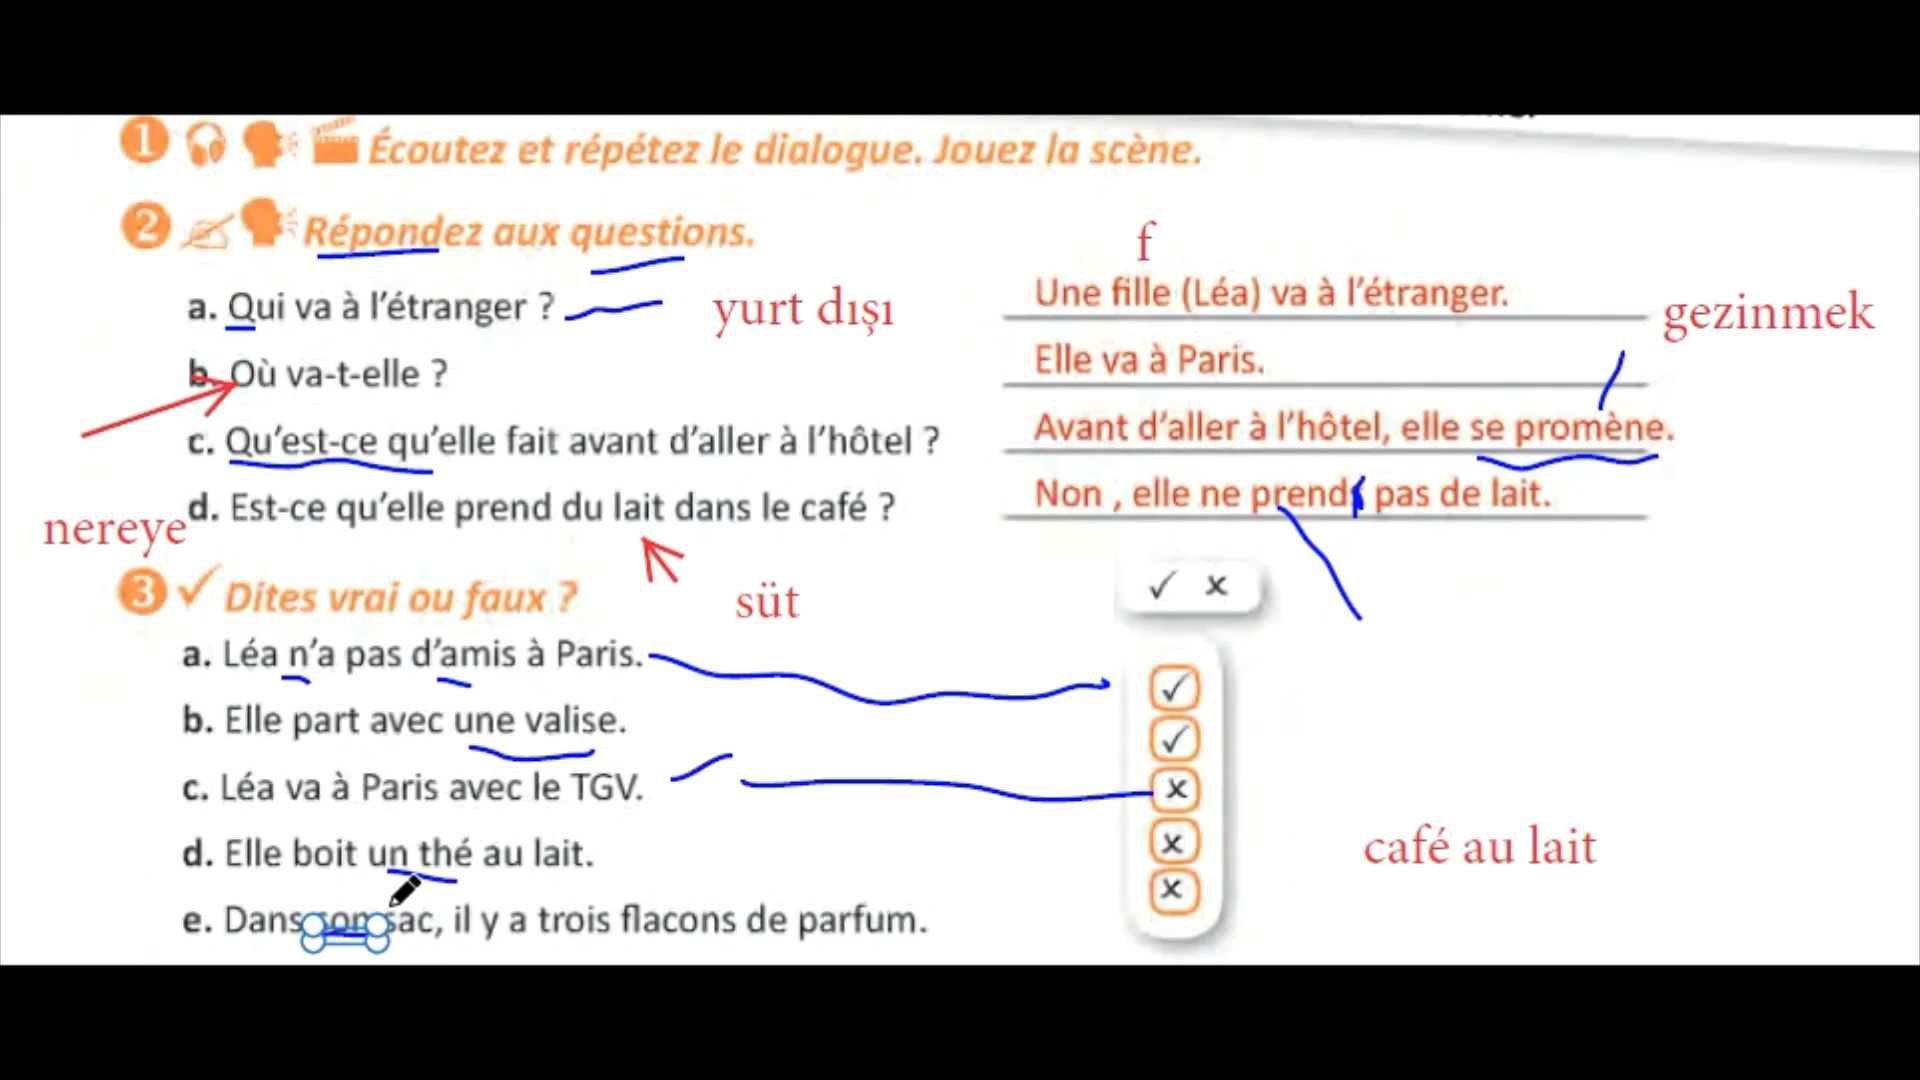 1 Écoutez et répétez le dialogue. Jouez la scène.
2 Répondez aux questions.
f
a. Qui va à l'étranger ? yurt dışı Une fille (Léa) va à l'étranger. gezinmek
b. Où va-t-elle ? Elle va à Paris.
c. Qu'est-ce qu'elle fait avant d'aller à l'hôtel ? Avant d'aller à l'hôtel, elle se promène.
nereye
d. Est-ce qu'elle prend du lait dans le café ? Non , elle ne prend pas de lait.
3 ✓ Dites vrai ou faux ? süt ✓ x
a. Léa n'a pas d'amis à Paris. ✓
b. Elle part avec une valise. ✓
c. Léa va à Paris avec le TGV. x
d. Elle boit un thé au lait. x
café au lait
e. Dans son sac, il y a trois flacons de parfum. x